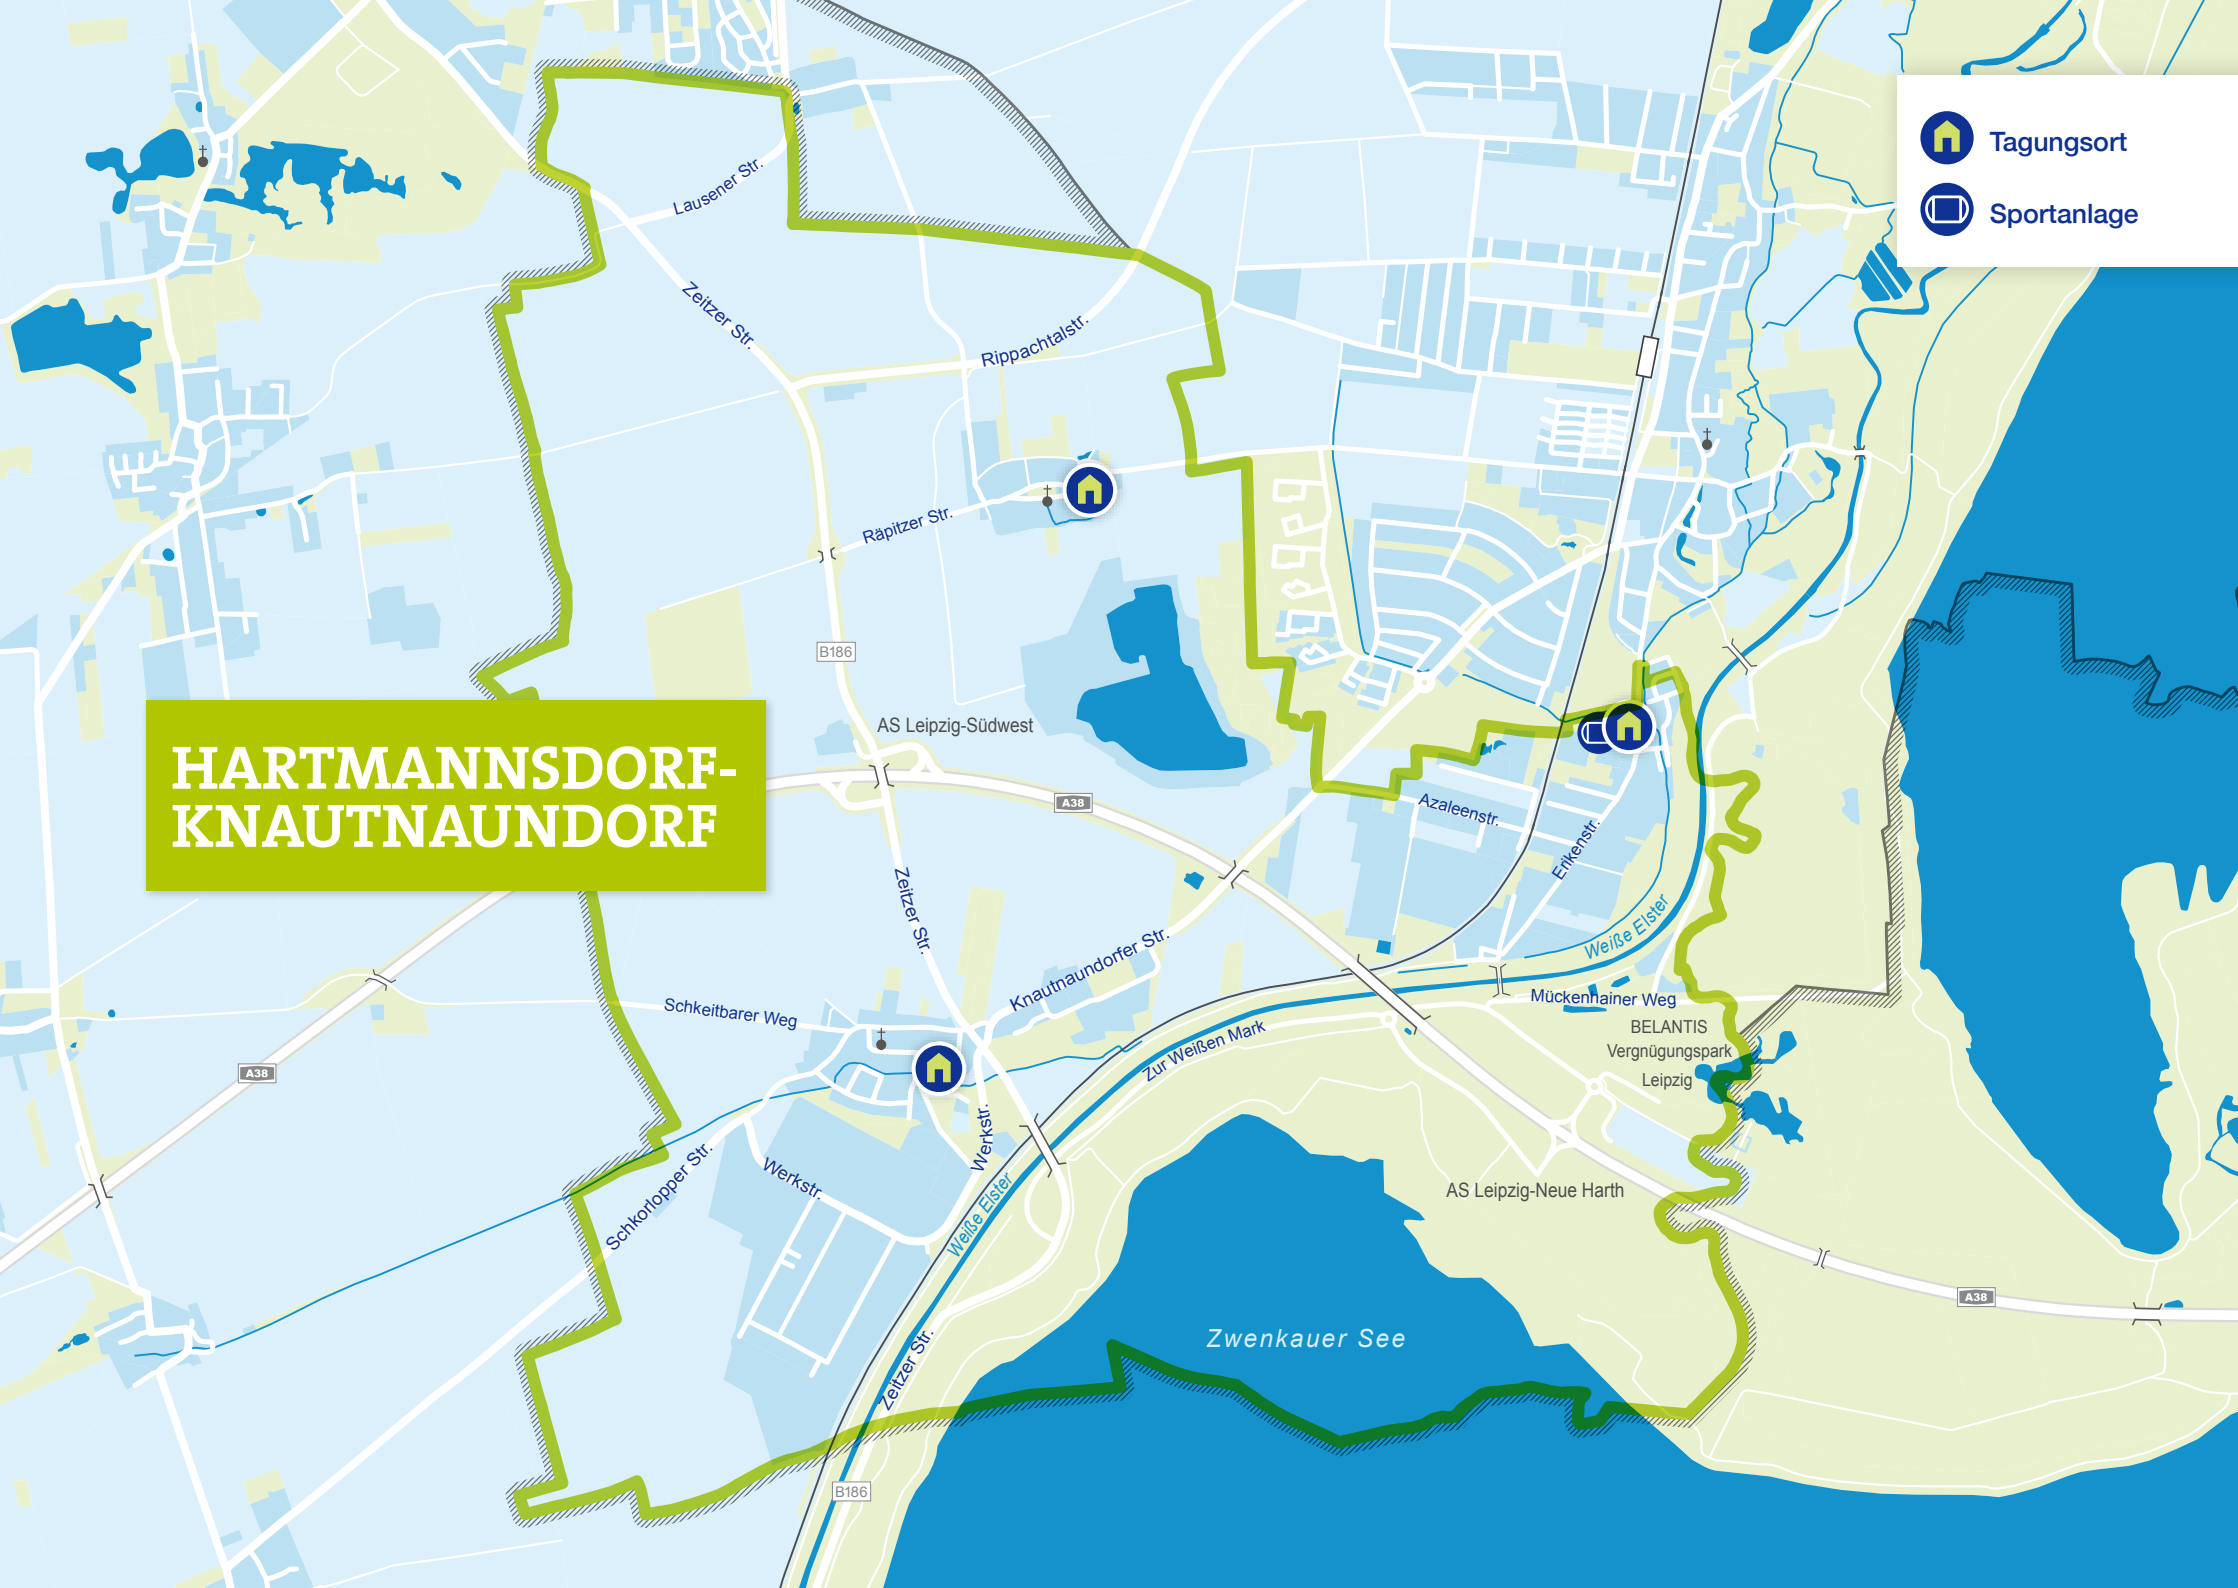 Tagungsort
Sportanlage
Lausener Str.
Zeitzer Str.
Rippachtalstr.
Räpitzer Str.
B186
AS Leipzig-Südwest
HARTMANNSDORF-
KNAUTNAUNDORF
A38
Azaleenstr.
Erikenstr.
Zeitzer Str.
Weiße Elster
Knautnaundorfer Str.
Schkeitbarer Weg
Mückenhainer Weg
BELANTIS
Vergnügungspark
Leipzig
Zur Weißen Mark
A38
Werkstr.
Schkorlopper Str.
Werkstr.
Weiße Elster
AS Leipzig-Neue Harth
A38
Zwenkauer See
Zeitzer Str.
B186